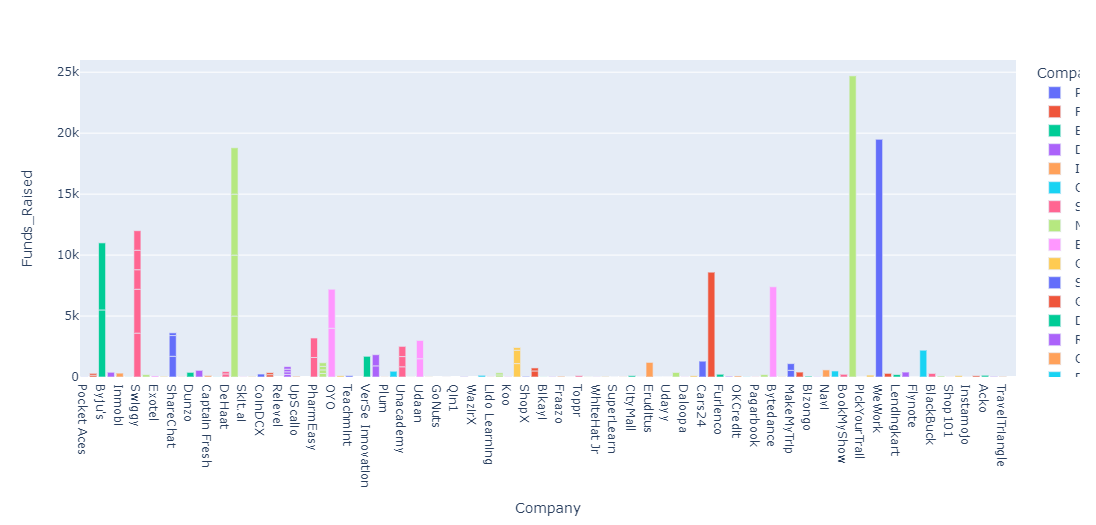 Compa
25k
20k
15k
10k
5k
0
Funds_Raised
Pocket Aces
Byju's
Inmobi
Swiggy
Exotel
ShareChat
Dunzo
Captain Fresh
DeHaat
Skit.ai
CoinDCX
Relevel
UpScalio
PharmEasy
OYO
Teachmint
VerSe Innovation
Plum
Unacademy
GoNuts
Qin1
WazirX
Lido Learning
Koo
ShopX
Bikayi
Fraazo
Toppr
WhiteHat Jr
SuperLearn
CityMall
Eruditus
Udayy
Daloopa
Cars24
Furlenco
OKCredit
Pagarbook
Bytedance
MakeMyTrip
Bizongo
Navi
BookMyShow
PickYourTrail
WeWork
Lendingkart
Flynote
BlackBuck
Shop101
Instamojo
Acko
TravelTriangle
Company